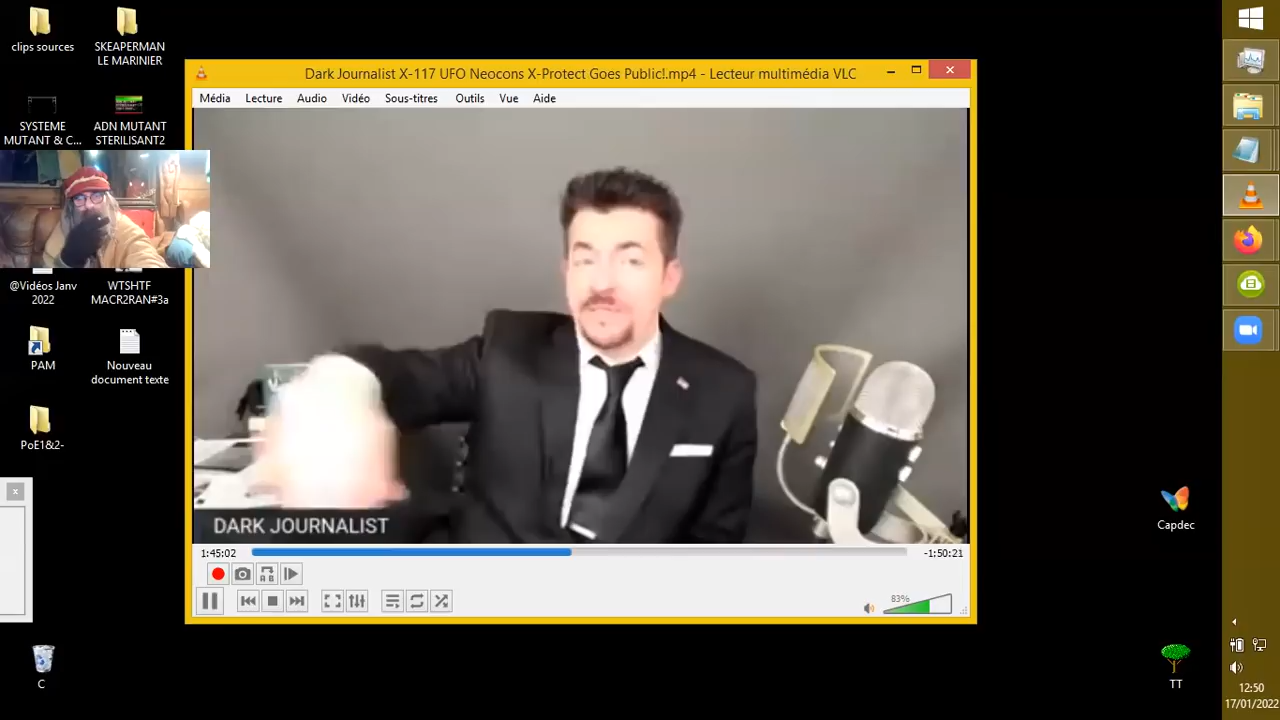 clips sources
SKEAPERMAN
LE MARINIER
SYSTEME
MUTANT & C...
ADN MUTANT
STERILISANT2
@Vidéos Janv
2022
WTSHTF
MACR2RAN#3a
PAM
Nouveau
document texte
PoE1&2-
C
Dark Journalist X-117 UFO Neocons X-Protect Goes Public!.mp4 - Lecteur multimédia VLC
Média Lecture Audio Vidéo Sous-titres Outils Vue Aide
DARK JOURNALIST
1:45:02
-1:50:21
83%
Capdec
TT
12:50
17/01/2022